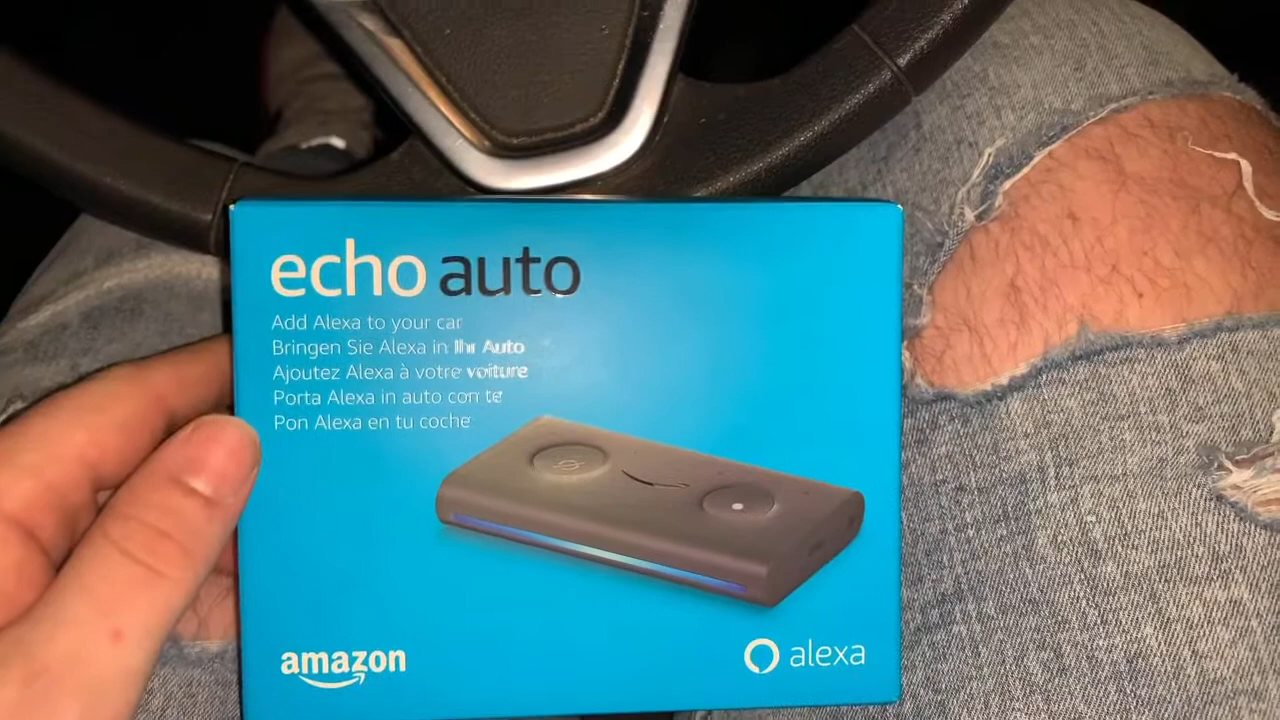 echo auto
Add Alexa to your car
Bringen Sie Alexa in Ihr Auto
Ajoutez Alexa à votre voiture
Porta Alexa in auto con te
Pon Alexa en tu coche
amazon
alexa